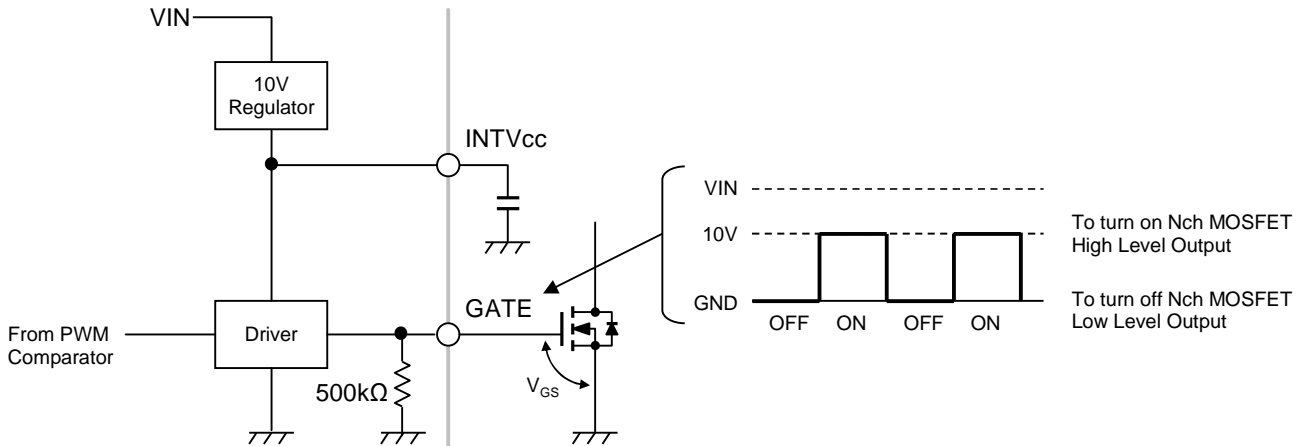 VIN
10V
Regulator
INTVcc
VIN
10V
To turn on Nch MOSFET
High Level Output
GATE
GND
To turn off Nch MOSFET
Low Level Output
OFF ON OFF ON
From PWM
Comparator
Driver
500kΩ
VGS